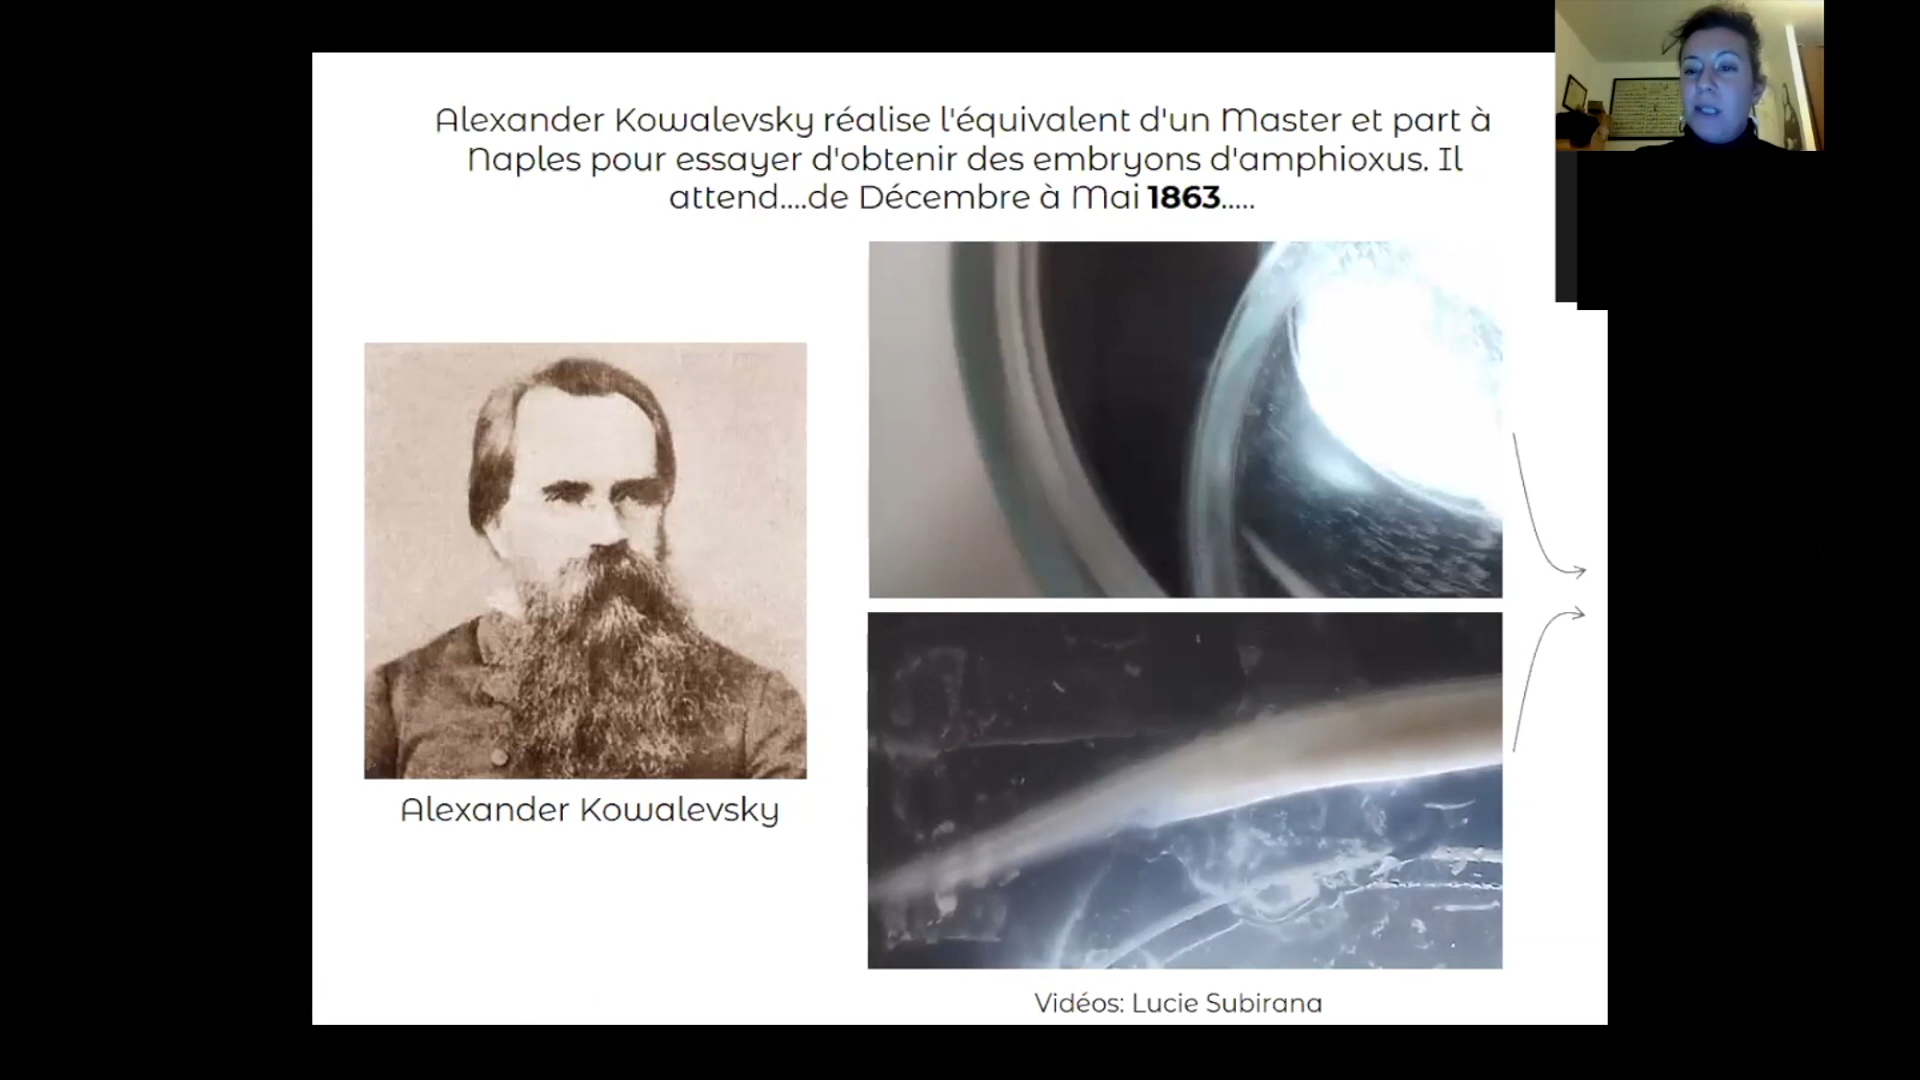 Alexander Kowalevsky réalise l'équivalent d'un Master et part à
Naples pour essayer d'obtenir des embryons d'amphioxus. Il
attend....de Décembre à Mai 1863.....
Alexander Kowalevsky
Vidéos: Lucie Subirana